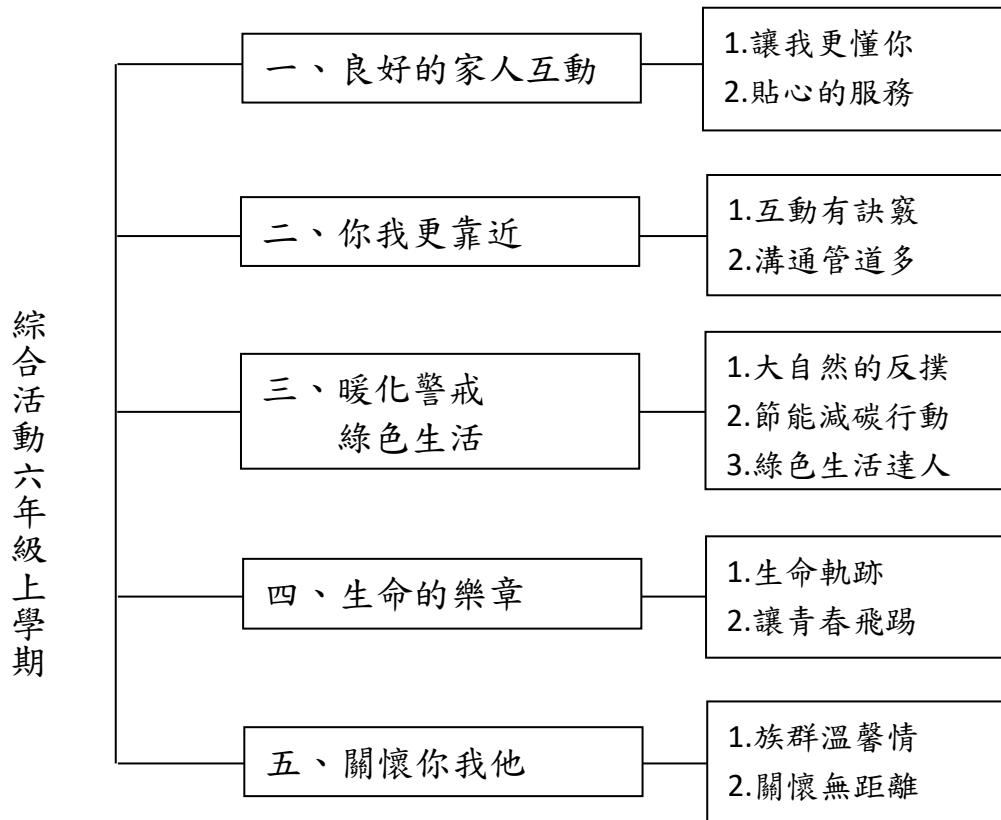 綜合活動六年級上學期
一、良好的家人互動
1.讓我更懂你
2.貼心的服務
二、你我更靠近
1.互動有訣竅
2.溝通管道多
三、暖化警戒
綠色生活
1.大自然的反撲
2.節能減碳行動
3.綠色生活達人
四、生命的樂章
1.生命軌跡
2.讓青春飛踢
五、關懷你我他
1.族群溫馨情
2.關懷無距離